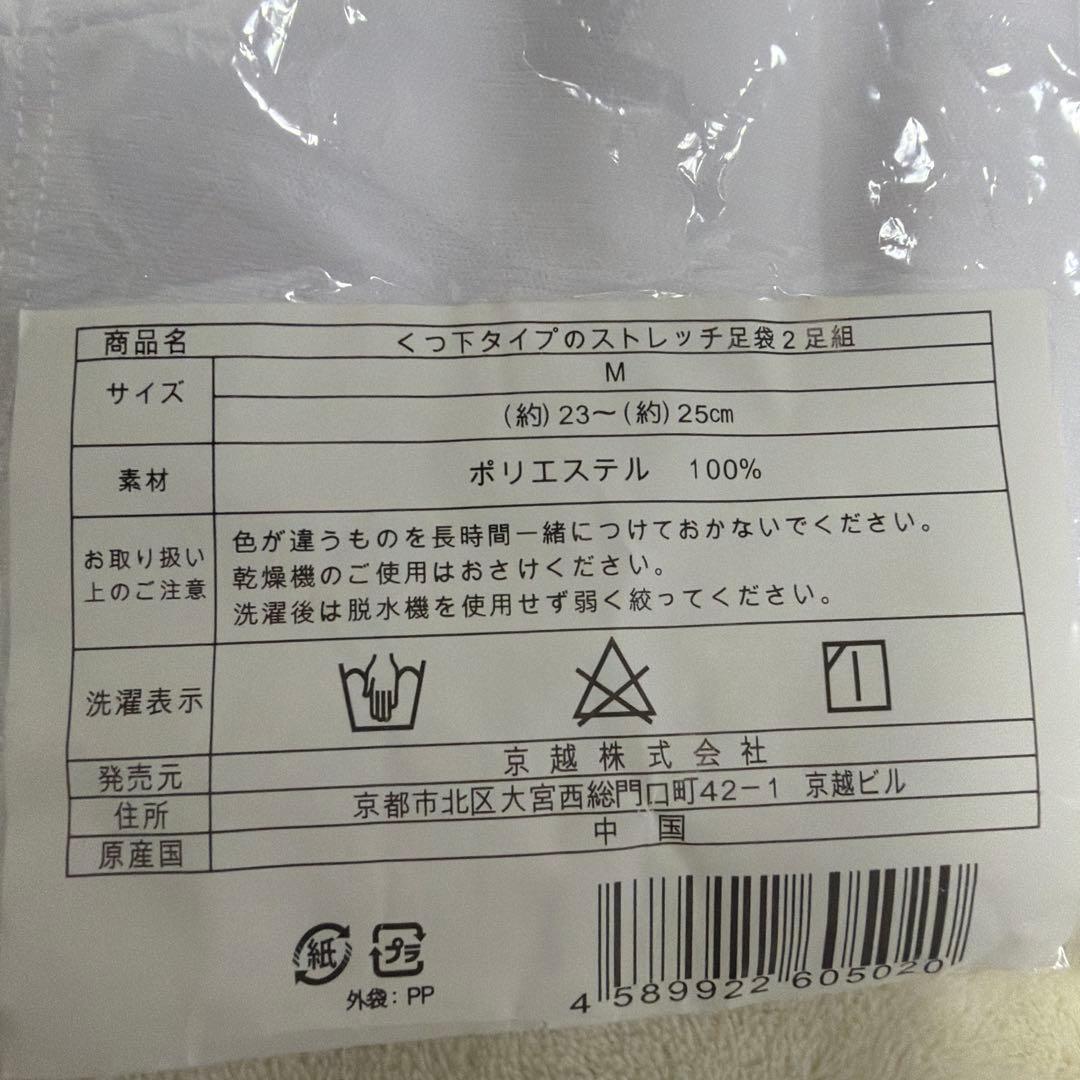 商品名 くつ下タイプのストレッチ足袋2足組
サイズ M
(約)23〜(約)25㎝
素材 ポリエステル 100%
お取り扱い上のご注意
色が違うものを長時間一緒につけておかないでください。
乾燥機のご使用はおさけください。
洗濯後は脱水機を使用せず弱く絞ってください。
洗濯表示
発売元 京越株式会社
住所 京都市北区大宮西総門口町42−1 京越ビル
原産国 中国
紙 プラ
外袋：PP
4 589922 605020